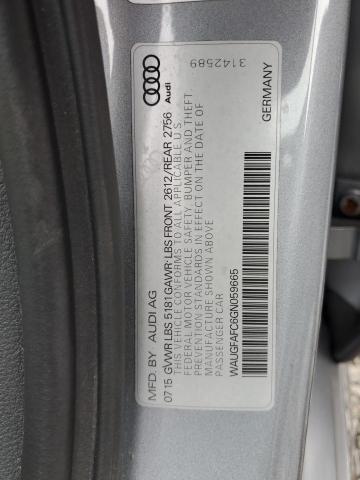 MFD. BY AUDI AG
07 15 GVWR LBS 5181 GAWR: LBS FRONT 2612/REAR 2756
THIS VEHICLE CONFORMS TO ALL APPLICABLE U S
FEDERAL MOTOR VEHICLE SAFETY, BUMPER AND THEFT
PREVENTION STANDARDS IN EFFECT ON THE DATE OF
MANUFACTURE SHOWN ABOVE
PASSENGER CAR
WAUGFAFC6GN059665
Audi
3142589
GERMANY